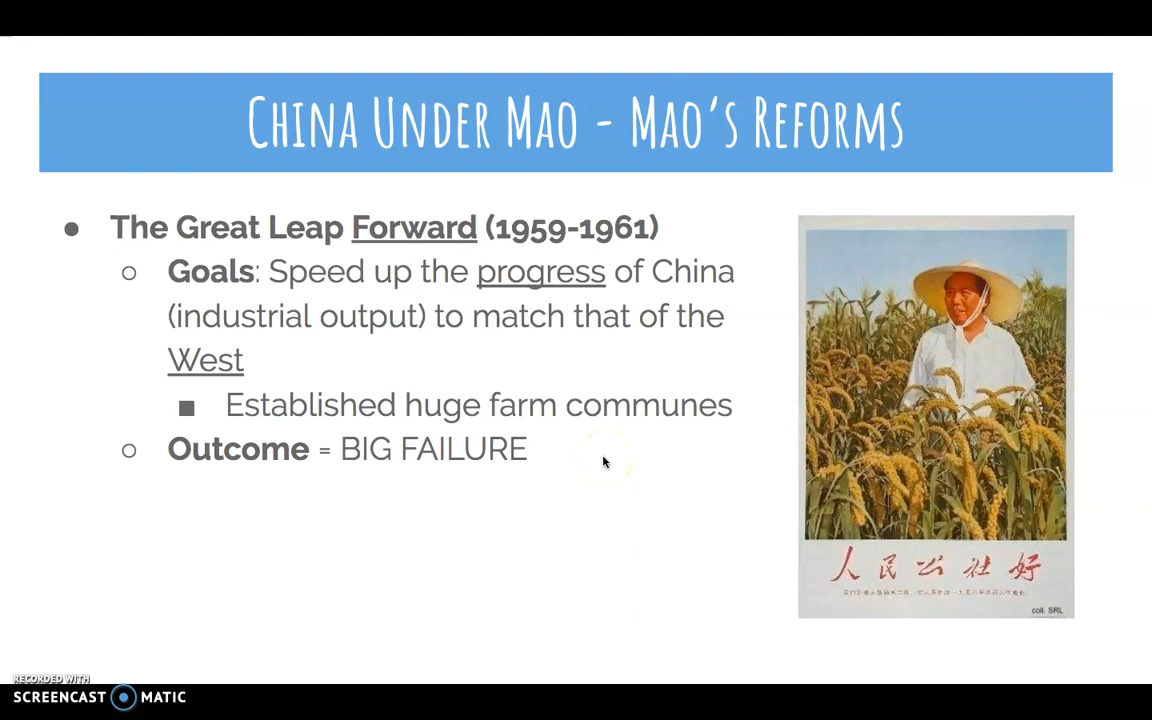 China Under Mao - Mao's Reforms
● The Great Leap Forward (1959-1961)
○ Goals: Speed up the progress of China
(industrial output) to match that of the
West
■ Established huge farm communes
○ Outcome = BIG FAILURE
人民公社好
coll. SRL
RECORDED WITH
SCREENCAST MATIC